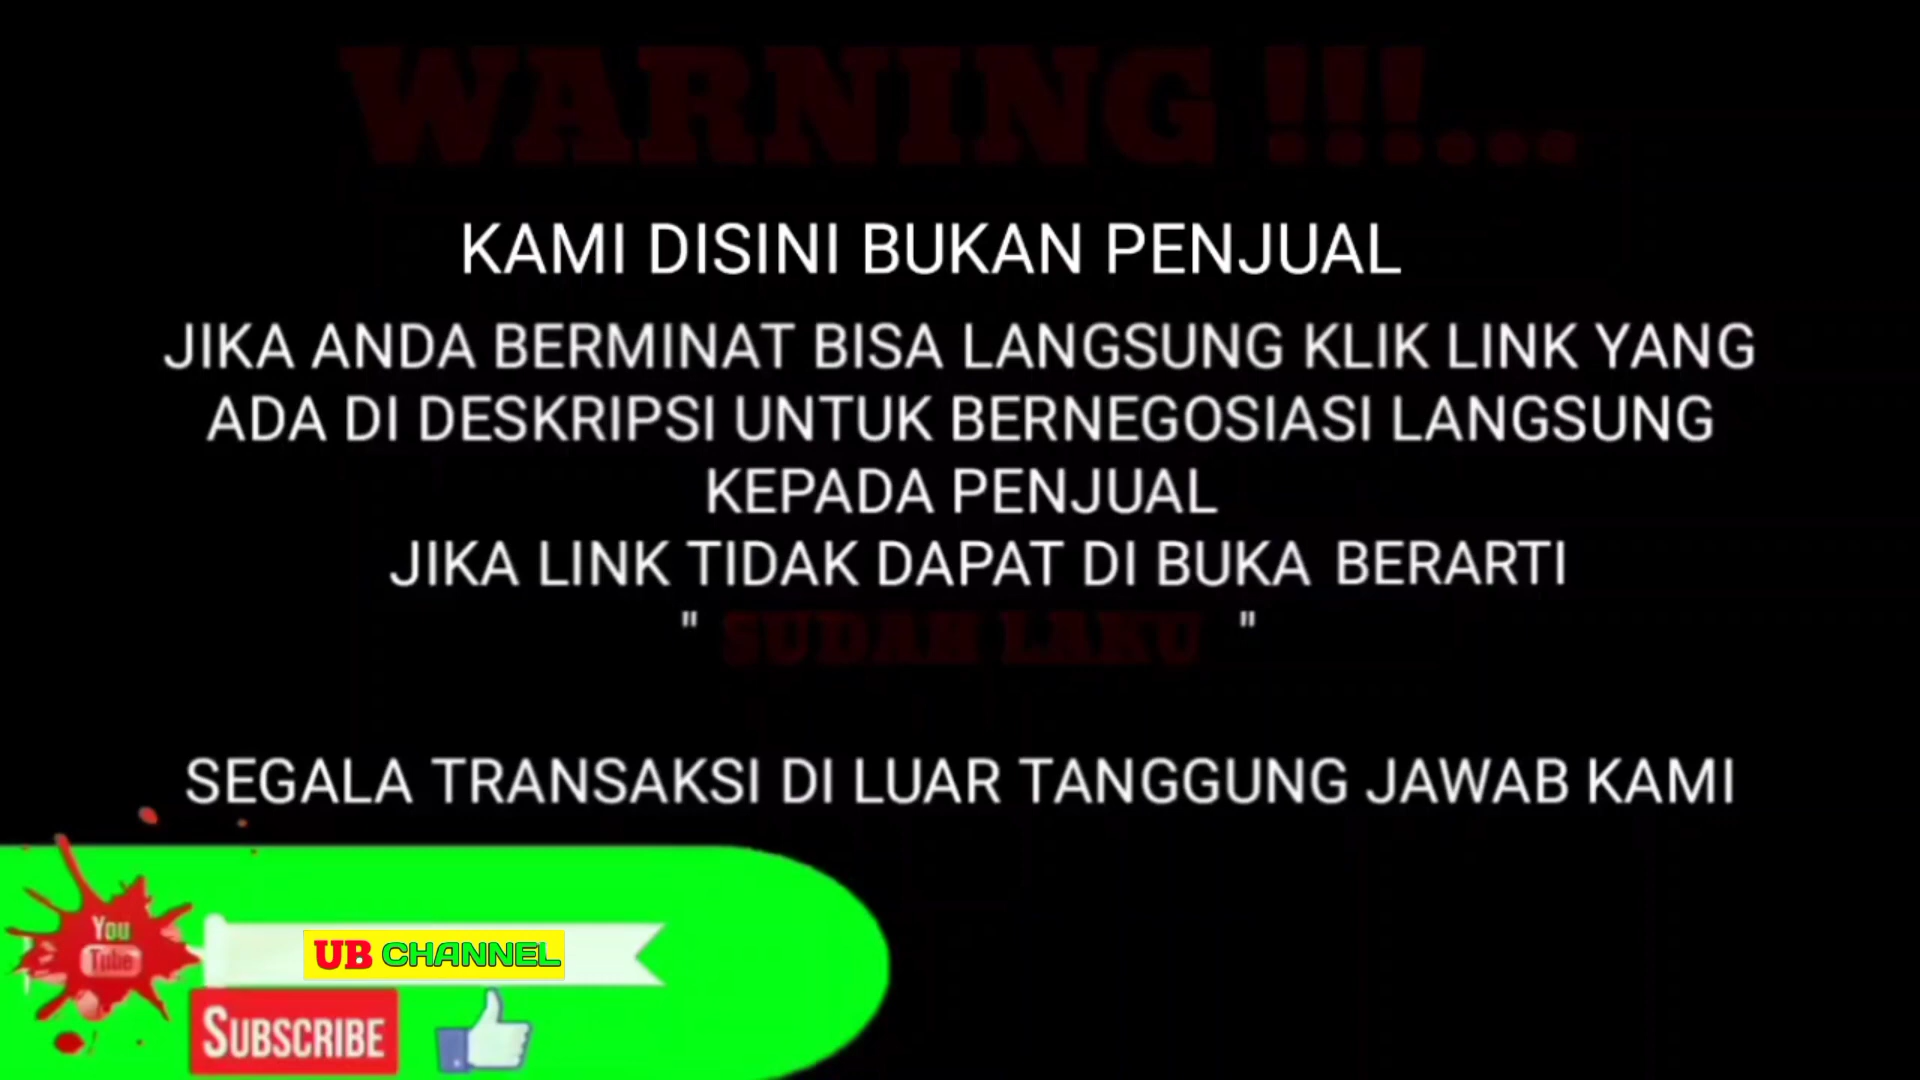 WARNING !!!...
KAMI DISINI BUKAN PENJUAL
JIKA ANDA BERMINAT BISA LANGSUNG KLIK LINK YANG
ADA DI DESKRIPSI UNTUK BERNEGOSIASI LANGSUNG
KEPADA PENJUAL
JIKA LINK TIDAK DAPAT DI BUKA BERARTI
" SUDAH LAKU "
SEGALA TRANSAKSI DI LUAR TANGGUNG JAWAB KAMI
You
Tube
UB CHANNEL
SUBSCRIBE